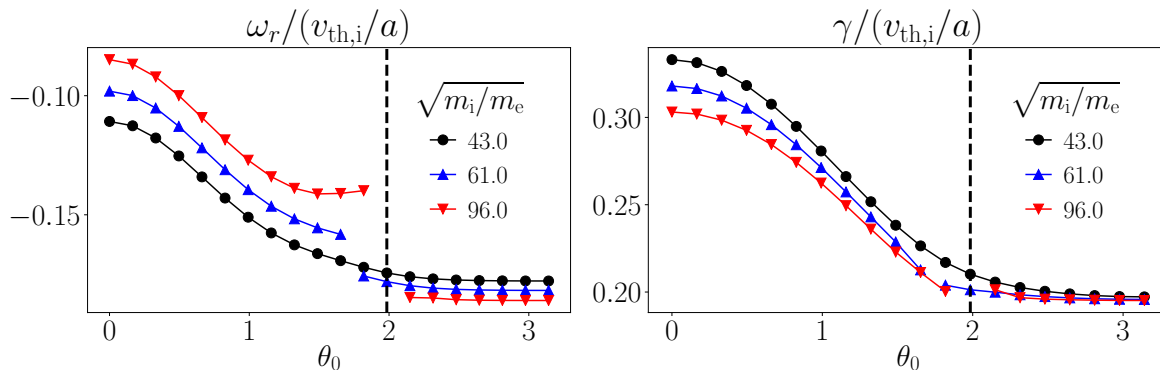 ω_r/(v_th,i/a)
−0.10
−0.15
√m_i/m_e
43.0
61.0
96.0
0 1 2 3
θ_0
γ/(v_th,i/a)
0.30
0.25
0.20
√m_i/m_e
43.0
61.0
96.0
0 1 2 3
θ_0